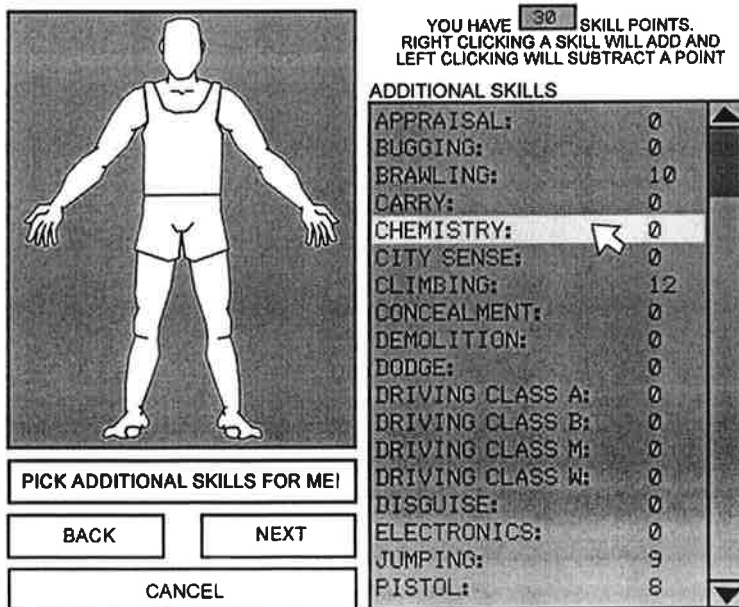 YOU HAVE 30 SKILL POINTS.
RIGHT CLICKING A SKILL WILL ADD AND
LEFT CLICKING WILL SUBTRACT A POINT
ADDITIONAL SKILLS
APPRAISAL: 0
BUGGING: 0
BRAWLING: 10
CARRY: 0
CHEMISTRY: 0
CITY SENSE: 0
CLIMBING: 12
CONCEALMENT: 0
DEMOLITION: 0
DODGE: 0
DRIVING CLASS A: 0
DRIVING CLASS B: 0
DRIVING CLASS M: 0
DRIVING CLASS W: 0
DISGUISE: 0
ELECTRONICS: 0
JUMPING: 9
PISTOL: 8
PICK ADDITIONAL SKILLS FOR ME!
BACK
NEXT
CANCEL